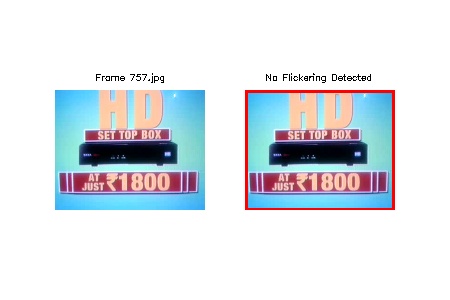 Frame 757.jpg
No Flickering Detected
HD
SET TOP BOX
AT JUST ₹1800
HD
SET TOP BOX
AT JUST ₹1800